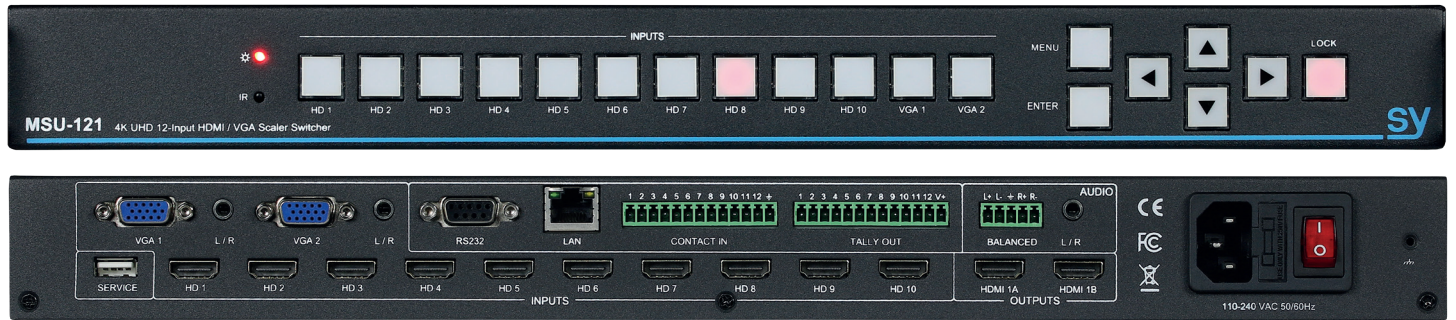 INPUTS
MENU
LOCK
IR
HD 1 HD 2 HD 3 HD 4 HD 5 HD 6 HD 7 HD 8 HD 9 HD 10 VGA 1 VGA 2
ENTER
MSU-121 4K UHD 12-Input HDMI / VGA Scaler Switcher
sy
VGA 1 L / R VGA 2 L / R
RS232
LAN
1 2 3 4 5 6 7 8 9 10 11 12
CONTACT IN
1 2 3 4 5 6 7 8 9 10 11 12 V+
TALLY OUT
AUDIO
L+ L- R+ R-
BALANCED L / R
CE
FC
I
O
SERVICE
HD 1 HD 2 HD 3 HD 4 HD 5 HD 6 HD 7 HD 8 HD 9 HD 10
INPUTS
HDMI 1A HDMI 1B
OUTPUTS
110-240 VAC 50/60Hz